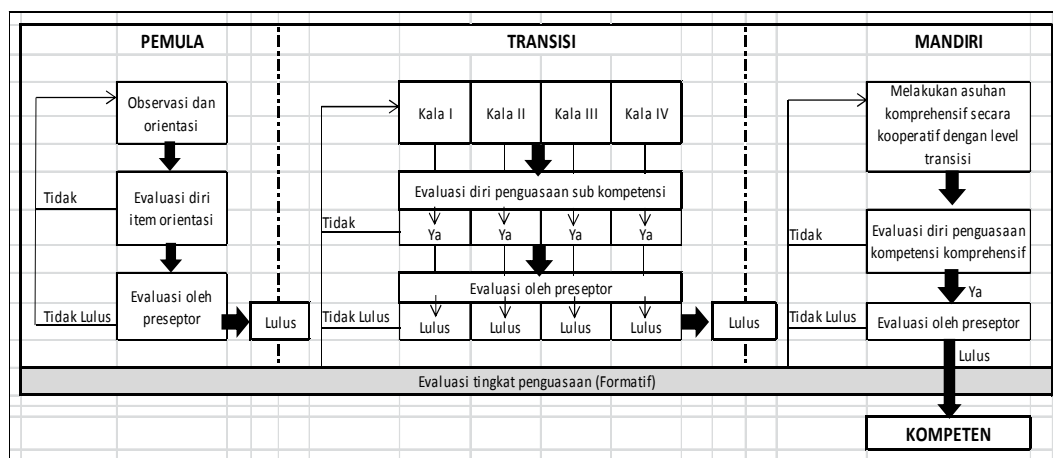 PEMULA
Observasi dan
orientasi
Tidak
Evaluasi diri
item orientasi
Evaluasi oleh
preseptor
Tidak Lulus
Lulus
TRANSISI
Kala I
Kala II
Kala III
Kala IV
Evaluasi diri penguasaan sub kompetensi
Tidak
Ya
Ya
Ya
Ya
Evaluasi oleh preseptor
Tidak Lulus
Lulus
Lulus
Lulus
Lulus
Lulus
MANDIRI
Melakukan asuhan
komprehensif secara
kooperatif dengan level
transisi
Tidak
Evaluasi diri penguasaan
kompetensi komprehensif
Ya
Tidak Lulus
Evaluasi oleh preseptor
Lulus
Evaluasi tingkat penguasaan (Formatif)
KOMPETEN